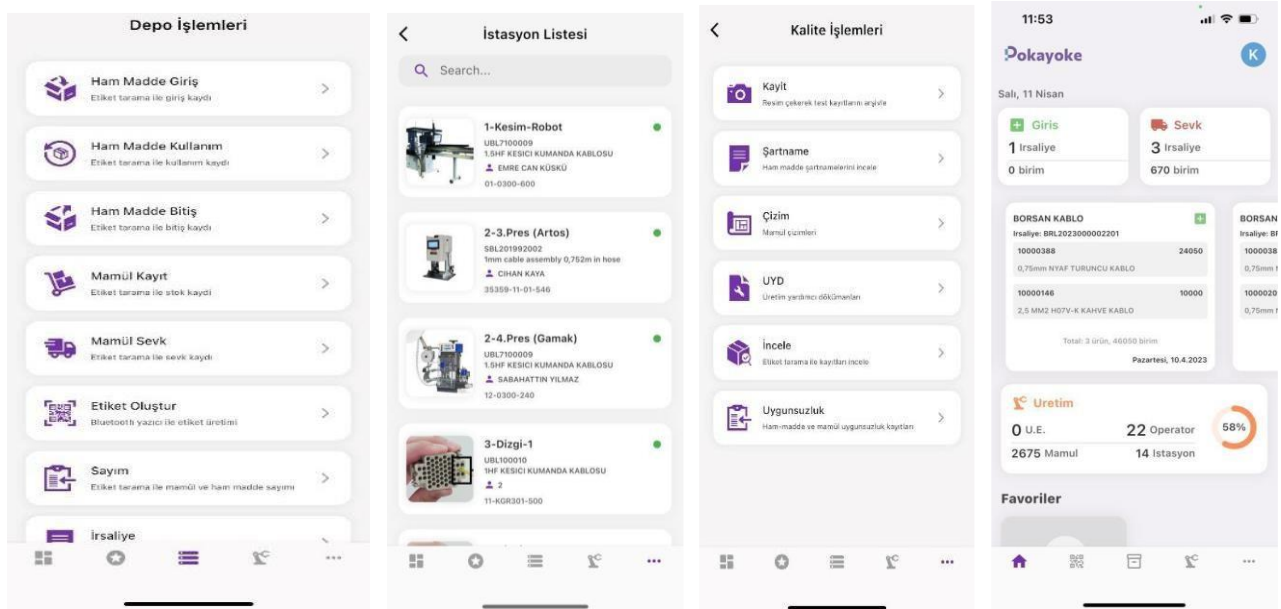 Depo İşlemleri
Ham Madde Giriş
Etiket tarama ile giriş kaydı
Ham Madde Kullanım
Etiket tarama ile kullanım kaydı
Ham Madde Bitiş
Etiket tarama ile bitiş kaydı
Mamül Kayıt
Etiket tarama ile stok kaydı
Mamül Sevk
Etiket tarama ile sevk kaydı
Etiket Oluştur
Bluetooth yazıcı ile etiket üretimi
Sayım
Etiket tarama ile mamül ve ham madde sayımı
İrsaliye
İstasyon Listesi
Search...
1-Kesim-Robot
UBL7100009
1.5HF KESICI KUMANDA KABLOSU
EMRE CAN KÜSKÜ
01-0300-600
2-3.Pres (Artos)
SBL201992002
1mm cable assembly 0,752m in hose
CIHAN KAYA
35359-11-01-546
2-4.Pres (Gamak)
UBL7100009
1.5HF KESICI KUMANDA KABLOSU
SABAHATTIN YILMAZ
12-0300-240
3-Dizgi-1
UBL100010
1HF KESICI KUMANDA KABLOSU
2
11-KGR301-500
Kalite İşlemleri
Kayit
Resim çekerek test kayıtlarını arşivle
Şartname
Ham madde şartnamelerini incele
Çizim
Mamül çizimleri
UYD
Üretim yardımcı dökümanları
İncele
Etiket tarama ile kayıtları incele
Uygunsuzluk
Ham-madde ve mamül uygunsuzluk kayıtları
11:53
Pokayoke
K
Salı, 11 Nisan
Giris
1 Irsaliye
0 birim
Sevk
3 Irsaliye
670 birim
BORSAN KABLO
Irsaliye: BRL2023000002201
10000388 24050
0,75mm NYAF TURUNCU KABLO
10000146 10000
2,5 MM2 H07V-K KAHVE KABLO
Total: 3 ürün, 46050 birim
Pazartesi, 10.4.2023
BORSAN
Irsaliye: BR
1000038
0,75mm
1000020
0,75mm
Uretim
0 U.E. 22 Operator
2675 Mamul 14 Istasyon
58%
Favoriler